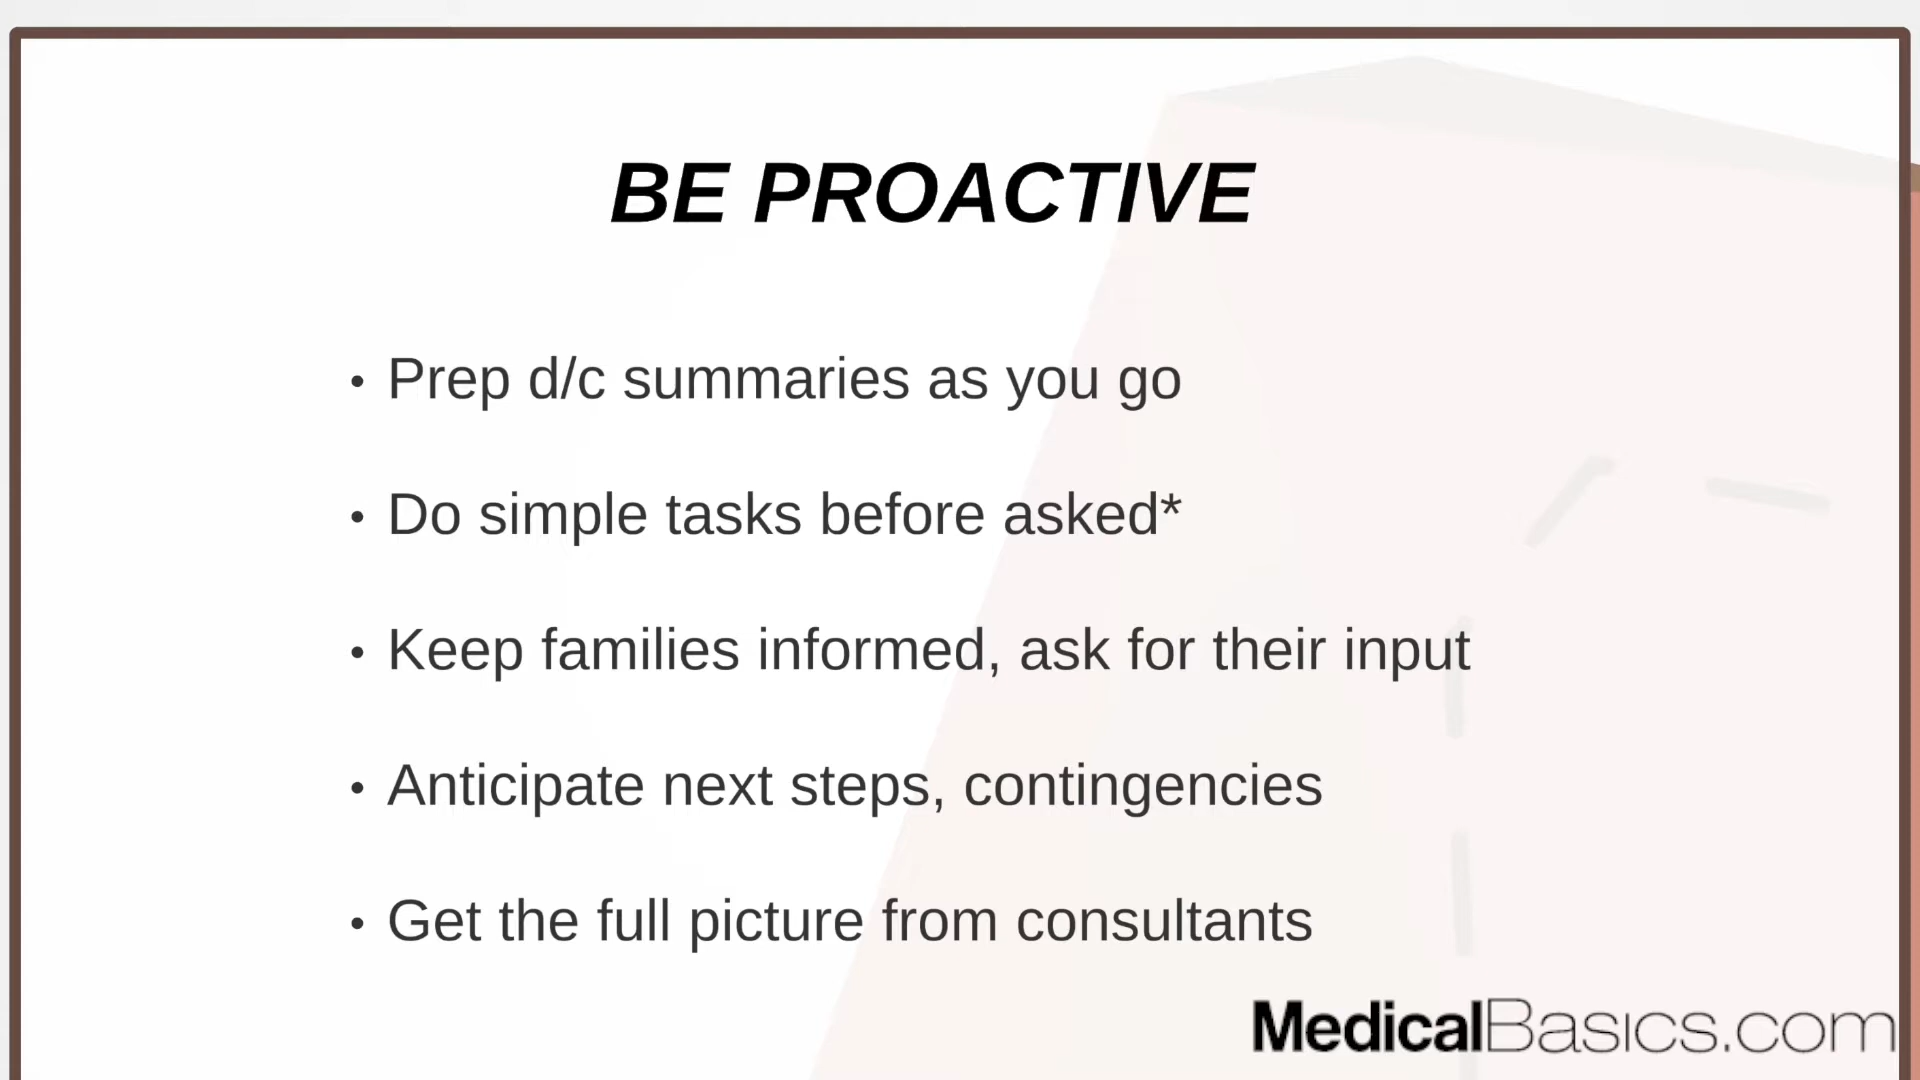 BE PROACTIVE
• Prep d/c summaries as you go
• Do simple tasks before asked*
• Keep families informed, ask for their input
• Anticipate next steps, contingencies
• Get the full picture from consultants
MedicalBasics.com